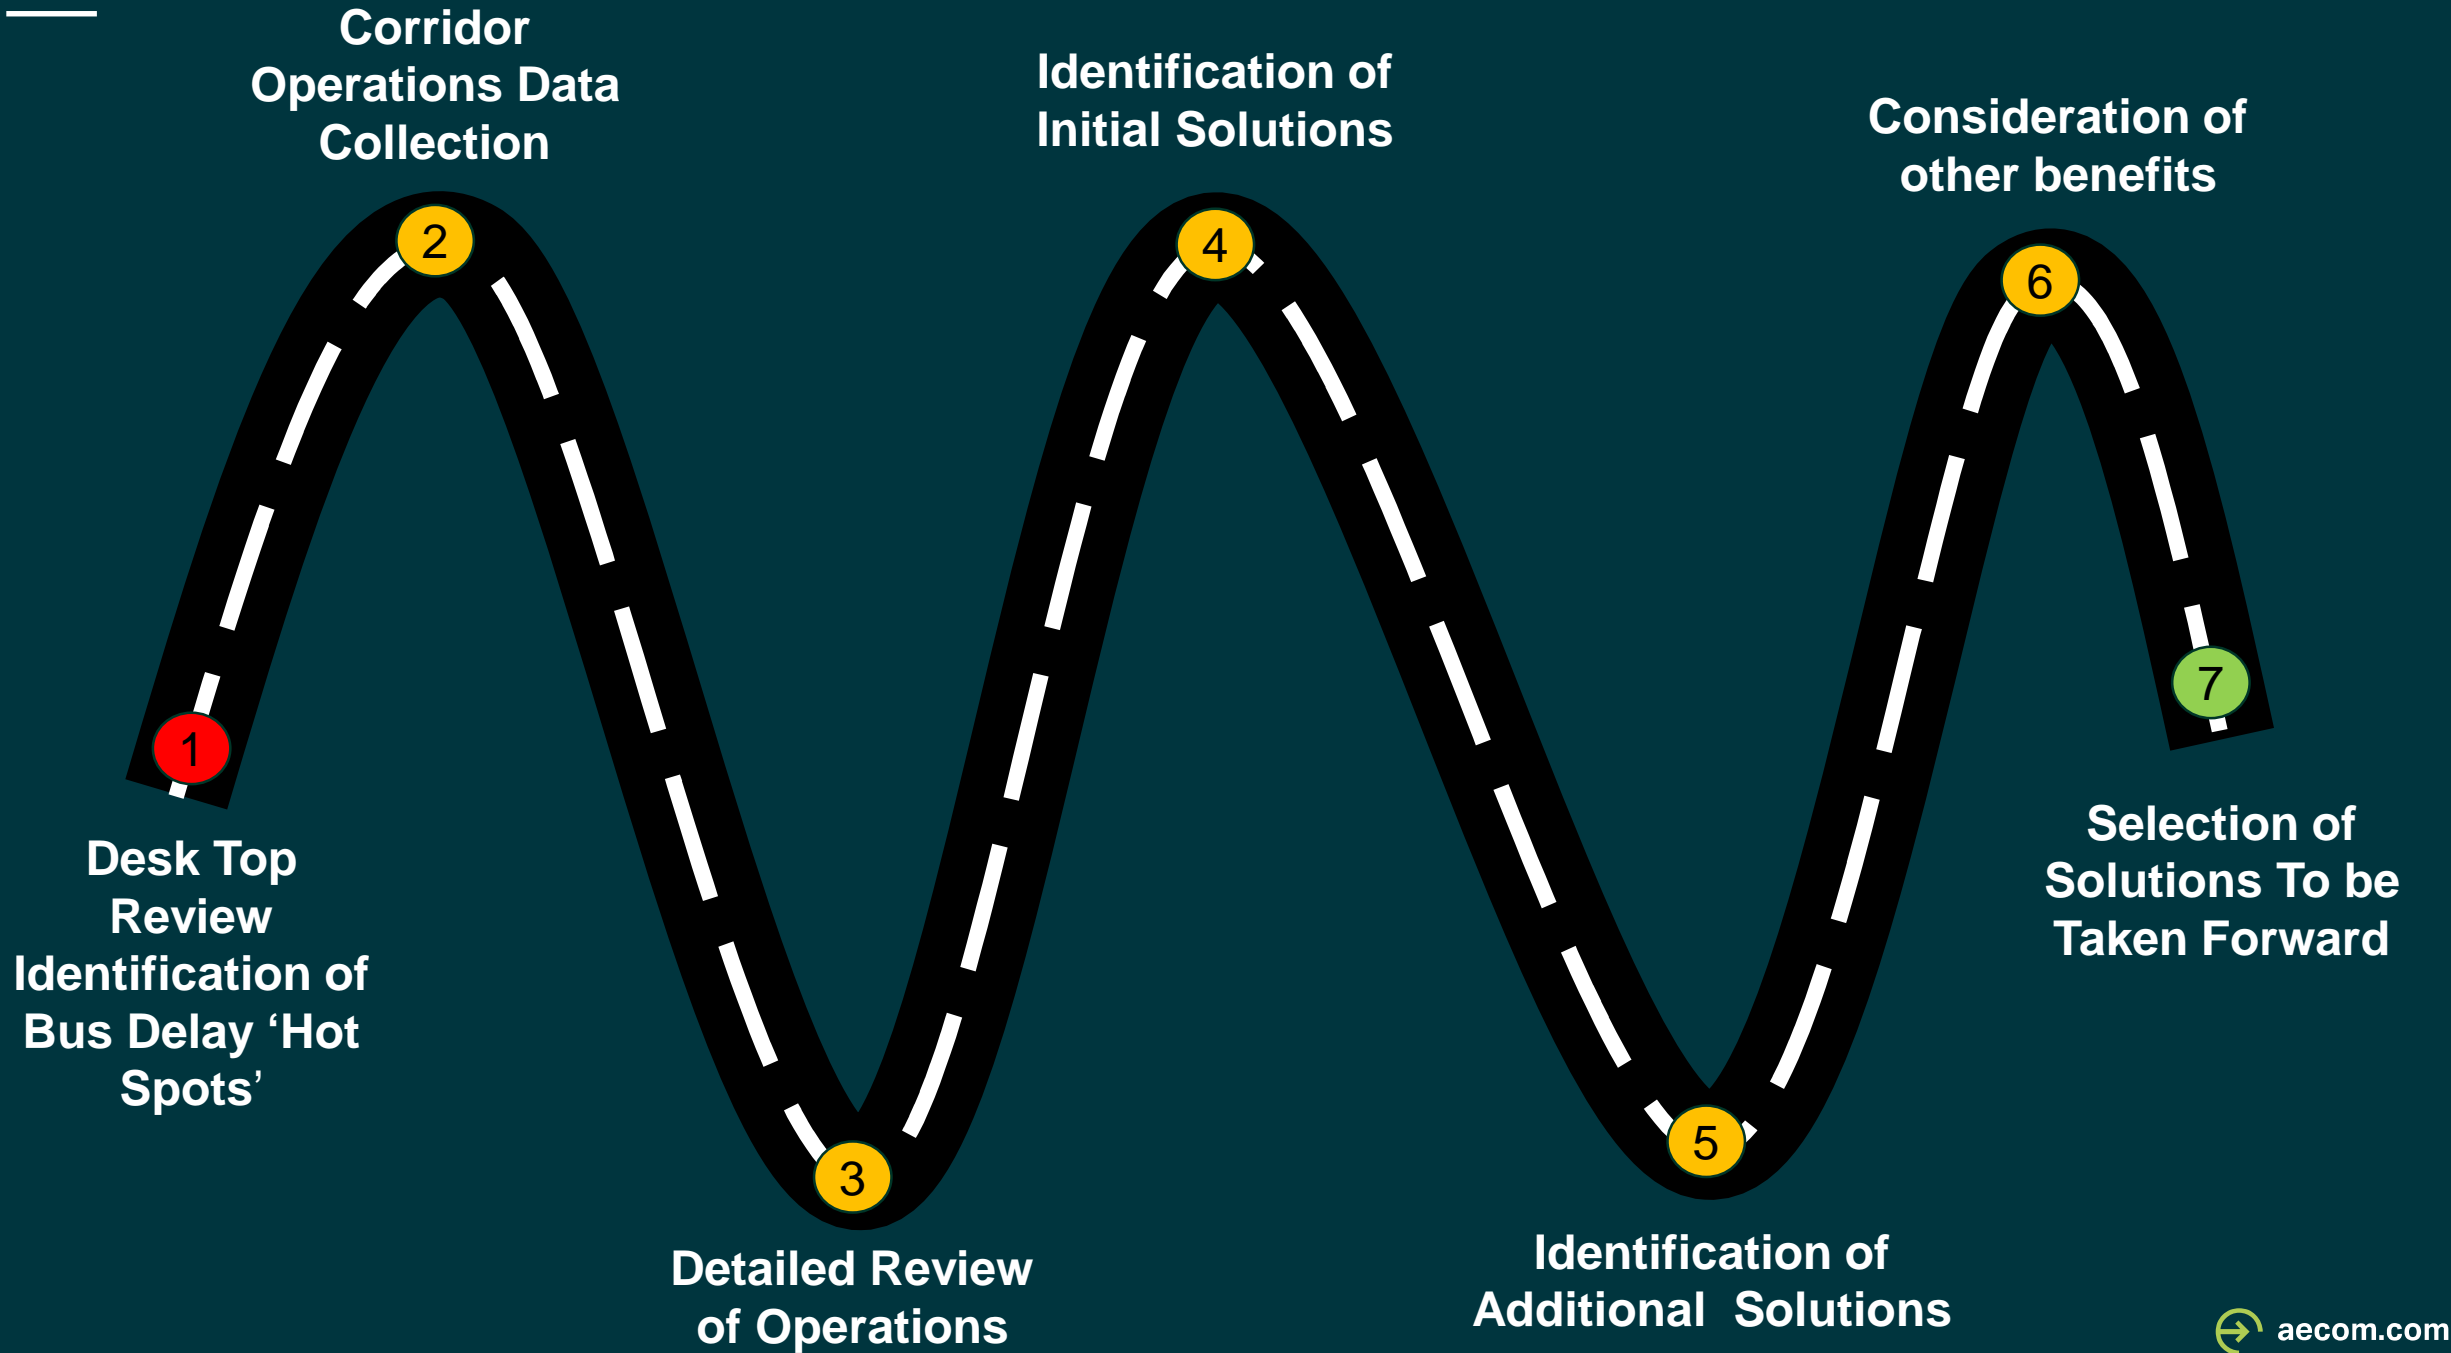 1
Desk Top
Review
Identification of
Bus Delay ‘Hot
Spots’
2
Corridor
Operations Data
Collection
3
Detailed Review
of Operations
4
Identification of
Initial Solutions
5
Identification of
Additional  Solutions
6
Consideration of
other benefits
7
Selection of
Solutions To be
Taken Forward
aecom.com